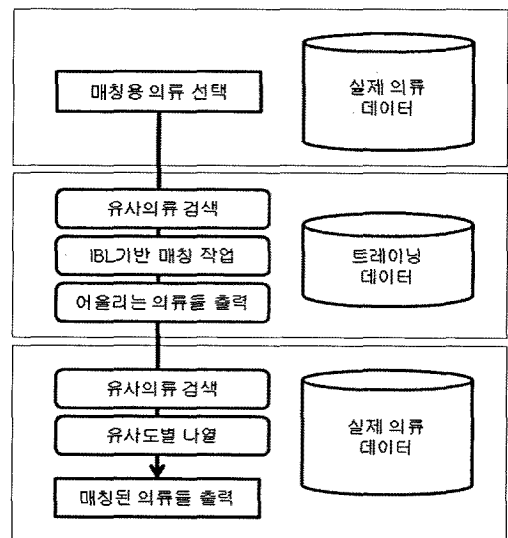 매칭용 의류 선택
실제 의류
데이터
유사의류 검색
IBL기반 매칭 작업
어울리는 의류들 출력
트레이닝
데이터
유사의류 검색
유사도별 나열
매칭된 의류들 출력
실제 의류
데이터